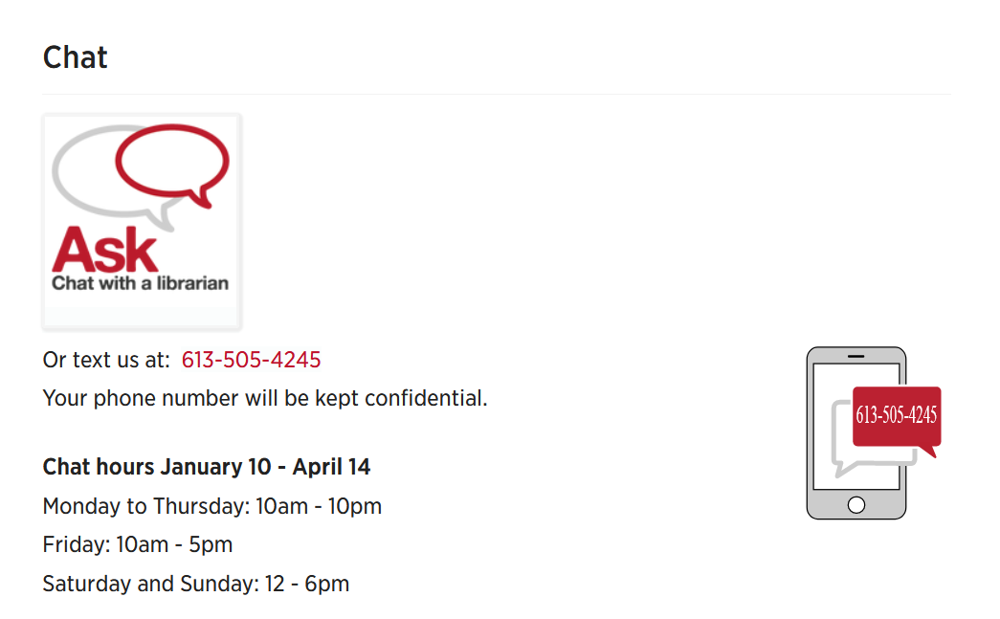 Chat
Ask
Chat with a librarian
Or text us at: 613-505-4245
Your phone number will be kept confidential.
613-505-4245
Chat hours January 10 - April 14
Monday to Thursday: 10am - 10pm
Friday: 10am - 5pm
Saturday and Sunday: 12 - 6pm